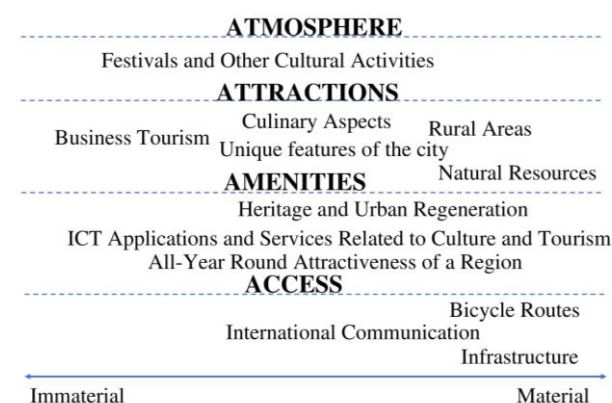 ATMOSPHERE
Festivals and Other Cultural Activities
ATTRACTIONS
Culinary Aspects
Rural Areas
Business Tourism
Unique features of the city
Natural Resources
AMENITIES
Heritage and Urban Regeneration
ICT Applications and Services Related to Culture and Tourism
All-Year Round Attractiveness of a Region
ACCESS
Bicycle Routes
International Communication
Infrastructure
Immaterial
Material